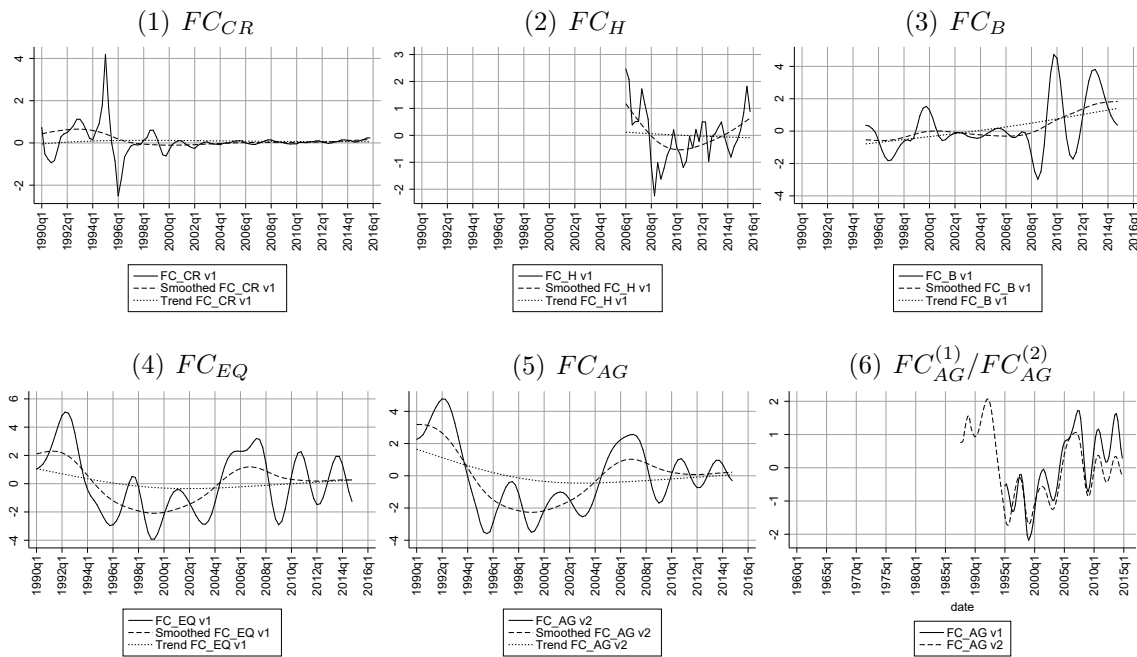 (1) FC_CR
(2) FC_H
(3) FC_B
4
2
0
-2
1990q1
1992q1
1994q1
1996q1
1998q1
2000q1
2002q1
2004q1
2006q1
2008q1
2010q1
2012q1
2014q1
2016q1
FC_CR v1
Smoothed FC_CR v1
Trend FC_CR v1
3
2
1
0
-1
-2
1990q1
1992q1
1994q1
1996q1
1998q1
2000q1
2002q1
2004q1
2006q1
2008q1
2010q1
2012q1
2014q1
2016q1
FC_H v1
Smoothed FC_H v1
Trend FC_H v1
4
2
0
-2
-4
1990q1
1992q1
1994q1
1996q1
1998q1
2000q1
2002q1
2004q1
2006q1
2008q1
2010q1
2012q1
2014q1
2016q1
FC_B v1
Smoothed FC_B v1
Trend FC_B v1
(4) FC_EQ
(5) FC_AG
(6) FC_AG^(1)/FC_AG^(2)
6
4
2
0
-2
-4
1990q1
1992q1
1994q1
1996q1
1998q1
2000q1
2002q1
2004q1
2006q1
2008q1
2010q1
2012q1
2014q1
2016q1
FC_EQ v1
Smoothed FC_EQ v1
Trend FC_EQ v1
4
2
0
-2
-4
1990q1
1992q1
1994q1
1996q1
1998q1
2000q1
2002q1
2004q1
2006q1
2008q1
2010q1
2012q1
2014q1
2016q1
FC_AG v2
Smoothed FC_AG v2
Trend FC_AG v2
2
1
0
-1
-2
1960q1
1965q1
1970q1
1975q1
1985q1
1990q1
1995q1
2000q1
2005q1
2010q1
2015q1
date
FC_AG v1
FC_AG v2